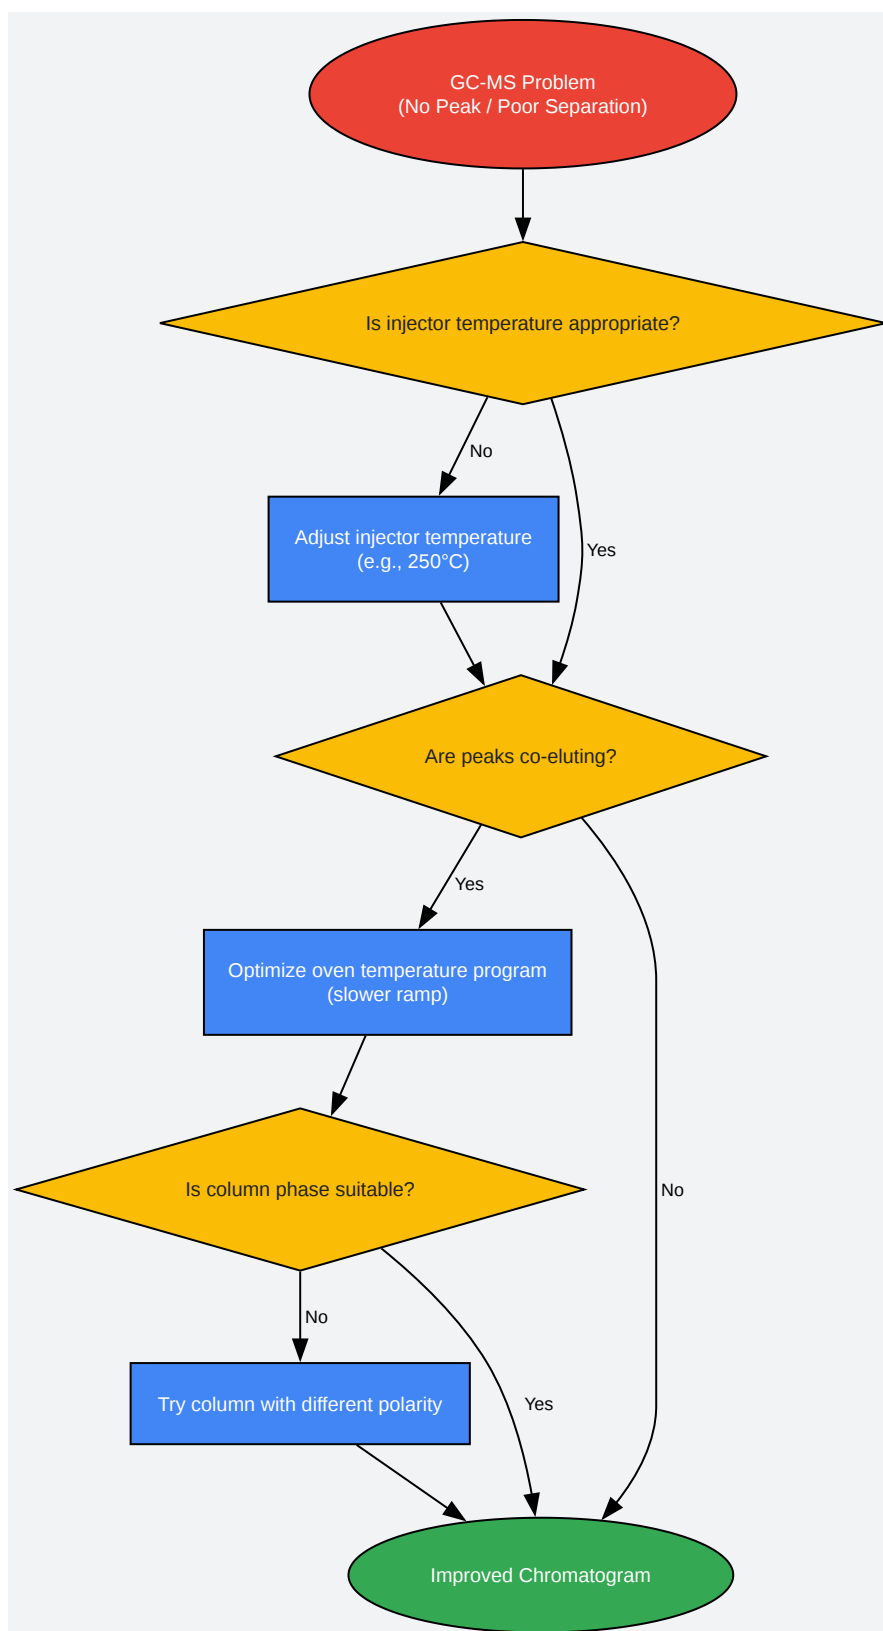 GC-MS Problem
(No Peak / Poor Separation)
Is injector temperature appropriate?
No
Adjust injector temperature
(e.g., 250°C)
Yes
Are peaks co-eluting?
Yes
Optimize oven temperature program
(slower ramp)
Is column phase suitable?
No
No
Try column with different polarity
Yes
Improved Chromatogram